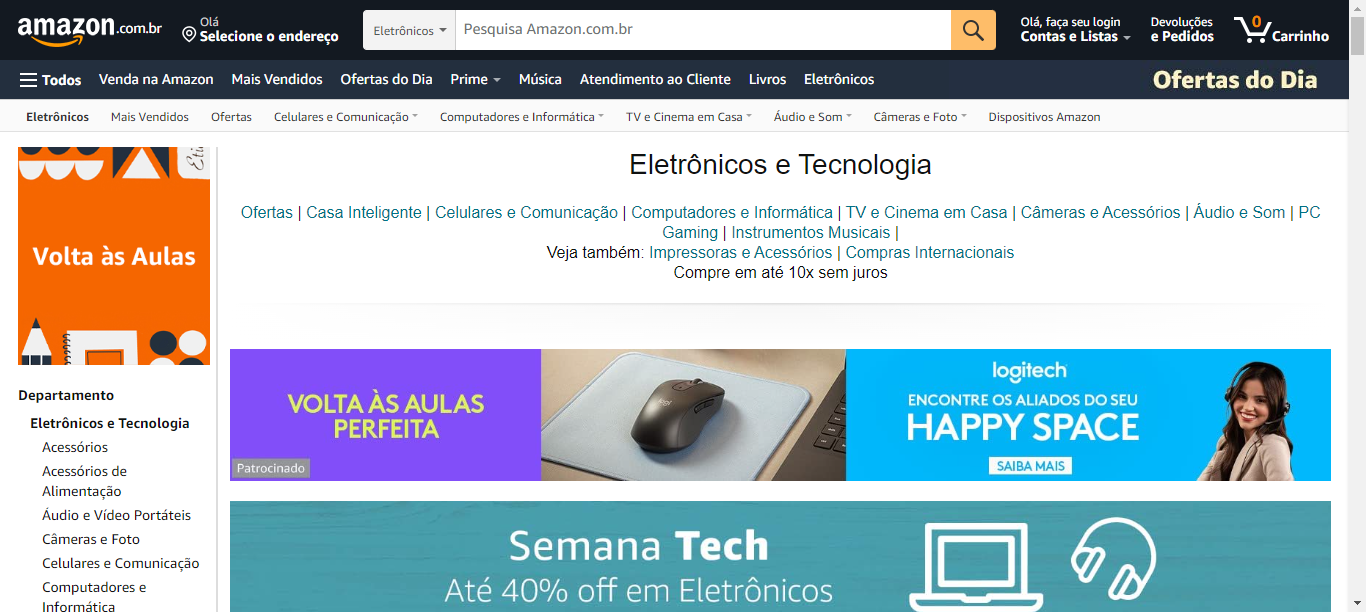 amazon.com.br
Olá
Selecione o endereço
Eletrônicos
Pesquisa Amazon.com.br
Olá, faça seu login
Contas e Listas
Devoluções
e Pedidos
0
Carrinho
Todos
Venda na Amazon
Mais Vendidos
Ofertas do Dia
Prime
Música
Atendimento ao Cliente
Livros
Eletrônicos
Ofertas do Dia
Eletrônicos
Mais Vendidos
Ofertas
Celulares e Comunicação
Computadores e Informática
TV e Cinema em Casa
Áudio e Som
Câmeras e Foto
Dispositivos Amazon
Volta às Aulas
Departamento
Eletrônicos e Tecnologia
Acessórios
Acessórios de
Alimentação
Áudio e Vídeo Portáteis
Câmeras e Foto
Celulares e Comunicação
Computadores e
Informática
Eletrônicos e Tecnologia
Ofertas | Casa Inteligente | Celulares e Comunicação | Computadores e Informática | TV e Cinema em Casa | Câmeras e Acessórios | Áudio e Som | PC
Gaming | Instrumentos Musicais |
Veja também: Impressoras e Acessórios | Compras Internacionais
Compre em até 10x sem juros
VOLTA ÀS AULAS
PERFEITA
Patrocinado
logi
logitech
ENCONTRE OS ALIADOS DO SEU
HAPPY SPACE
SAIBA MAIS
Semana Tech
Até 40% off em Eletrônicos